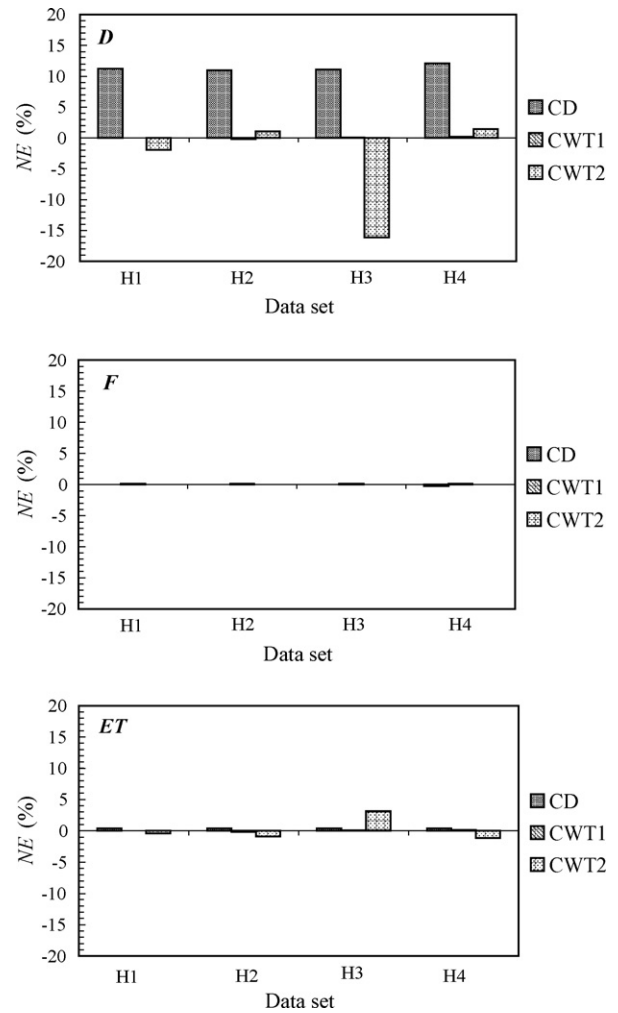 D
NE (%)
20
15
10
5
0
-5
-10
-15
-20
H1 H2 H3 H4
Data set
CD
CWT1
CWT2
F
NE (%)
20
15
10
5
0
-5
-10
-15
-20
H1 H2 H3 H4
Data set
CD
CWT1
CWT2
ET
NE (%)
20
15
10
5
0
-5
-10
-15
-20
H1 H2 H3 H4
Data set
CD
CWT1
CWT2